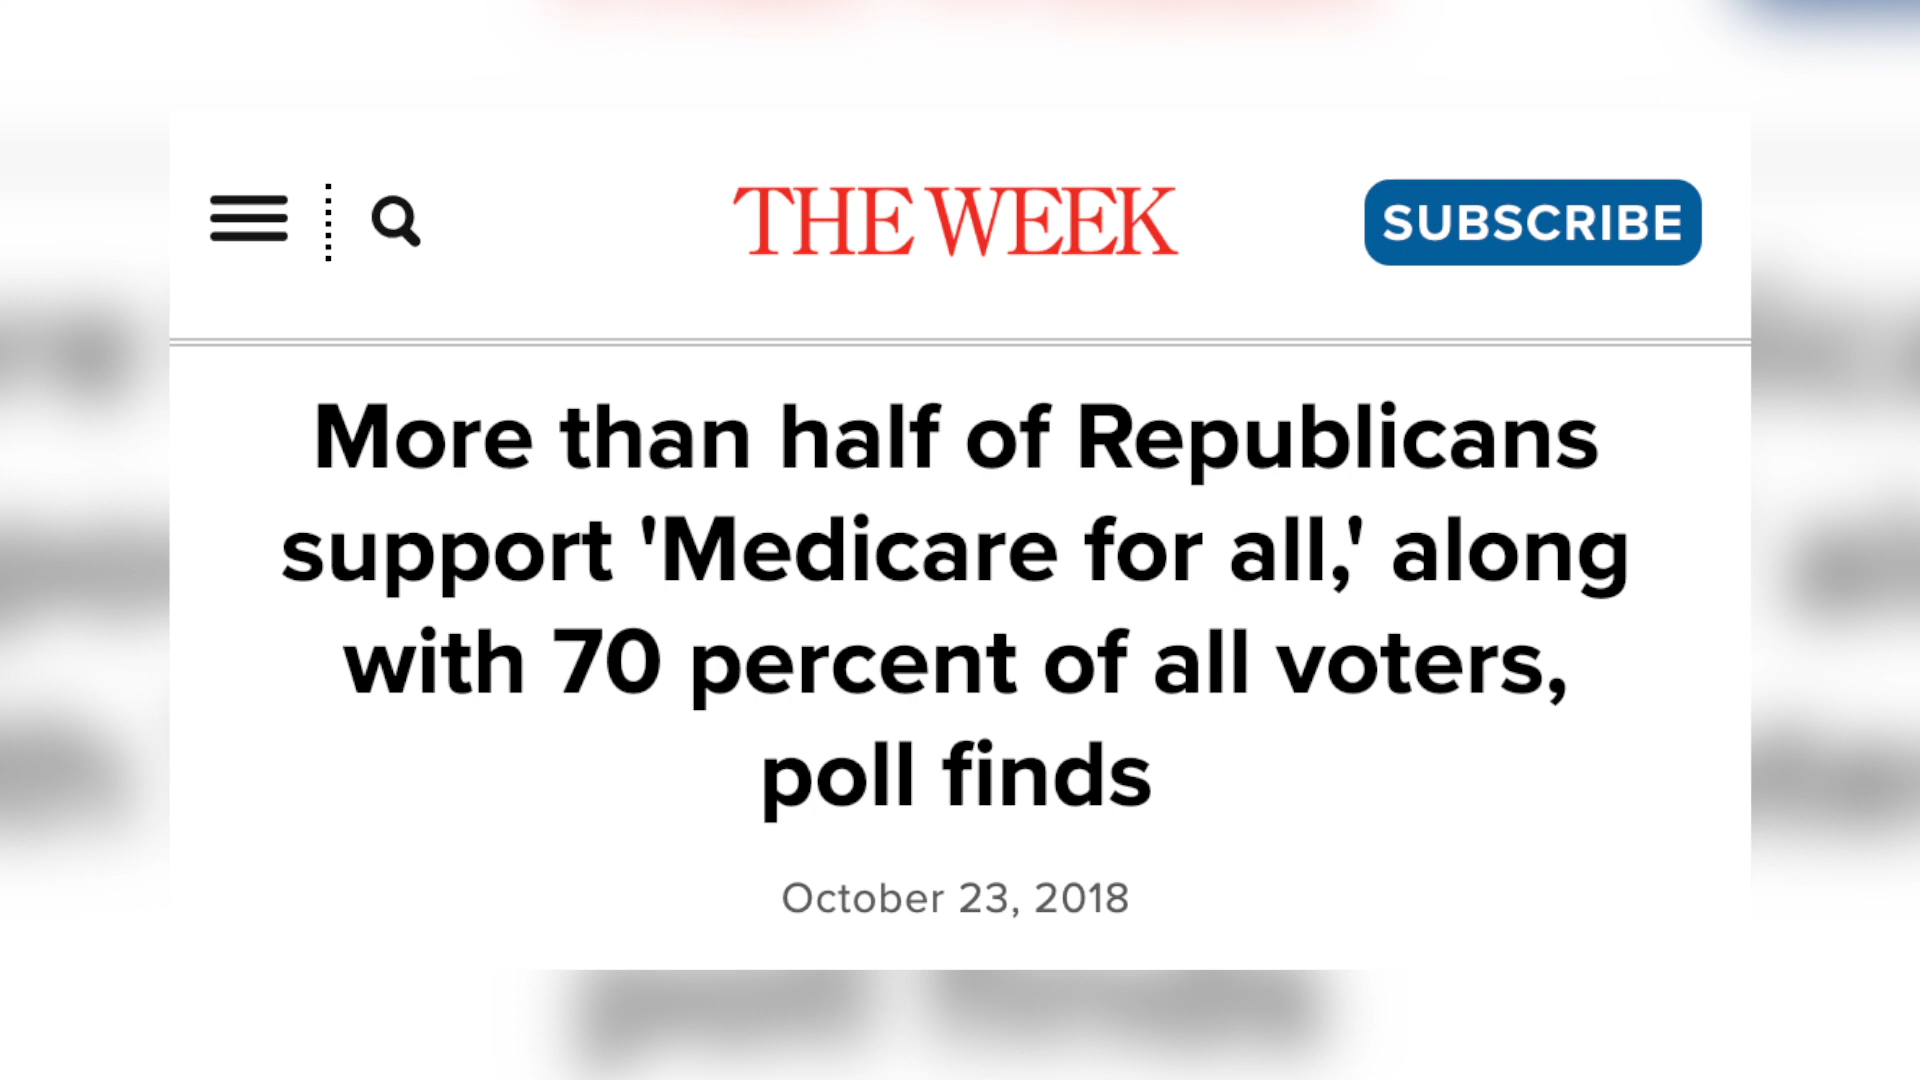 THE WEEK
SUBSCRIBE
More than half of Republicans
support 'Medicare for all,' along
with 70 percent of all voters,
poll finds
October 23, 2018